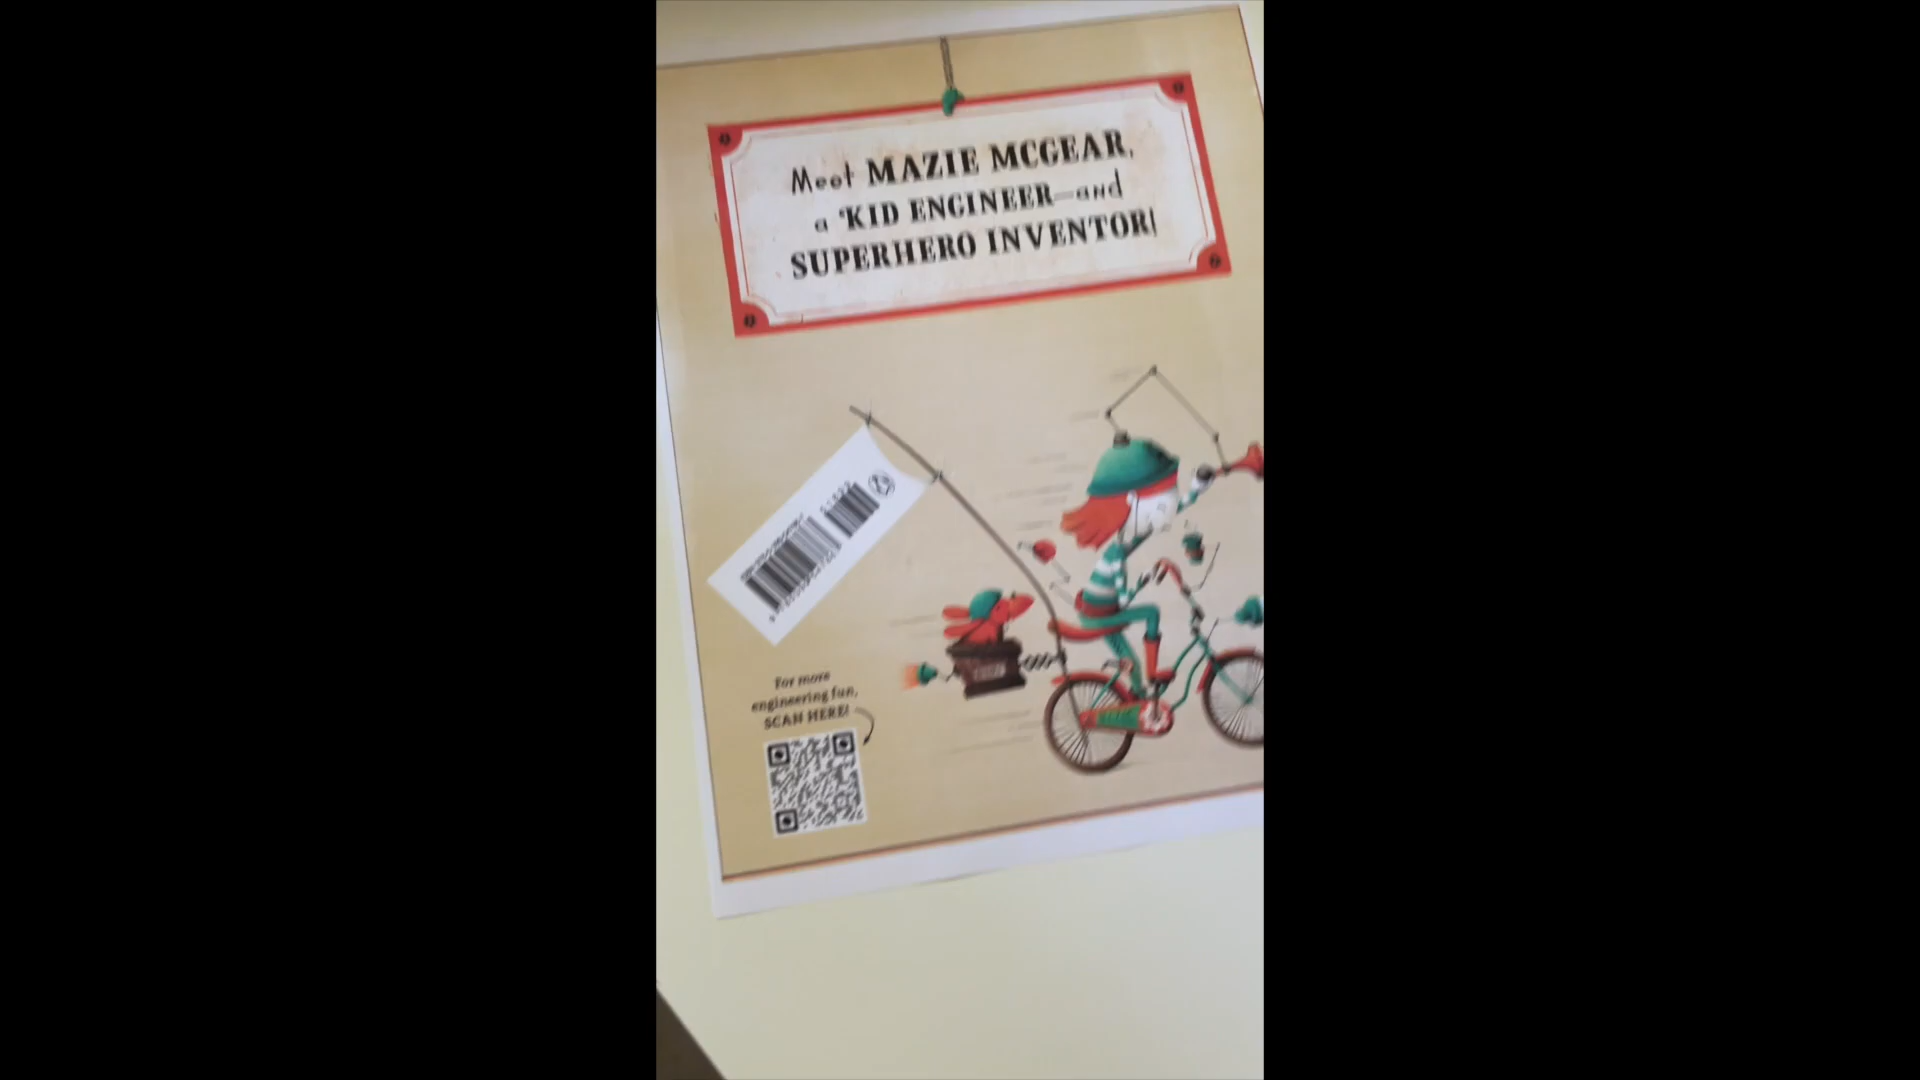 Meet MAZIE MCGEAR,
a KID ENGINEER—and
SUPERHERO INVENTOR!
For more
engineering fun,
SCAN HERE!